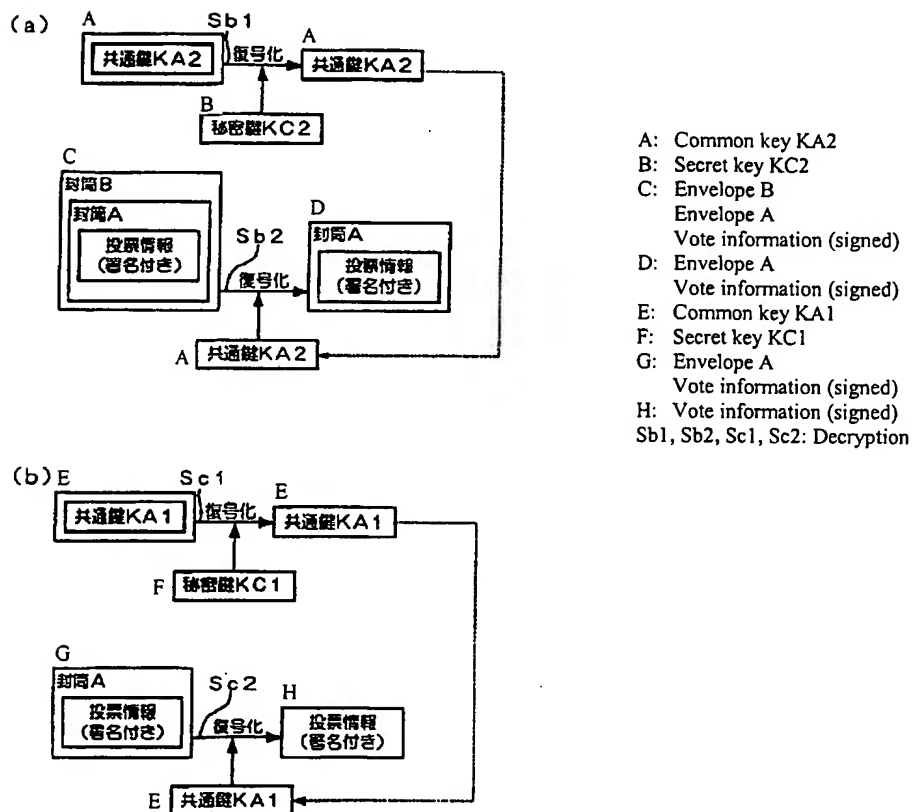 (a)
A
Sb1
共通鍵KA2
復号化
A
共通鍵KA2
B
秘密鍵KC2
C
封筒B
封筒A
投票情報
(署名付き)
Sb2
復号化
D
封筒A
投票情報
(署名付き)
A
共通鍵KA2
A: Common key KA2
B: Secret key KC2
C: Envelope B
Envelope A
Vote information (signed)
D: Envelope A
Vote information (signed)
E: Common key KA1
F: Secret key KC1
G: Envelope A
Vote information (signed)
H: Vote information (signed)
Sb1, Sb2, Sc1, Sc2: Decryption
(b)
E
Sc1
共通鍵KA1
復号化
E
共通鍵KA1
F
秘密鍵KC1
G
封筒A
投票情報
(署名付き)
Sc2
復号化
H
投票情報
(署名付き)
E
共通鍵KA1